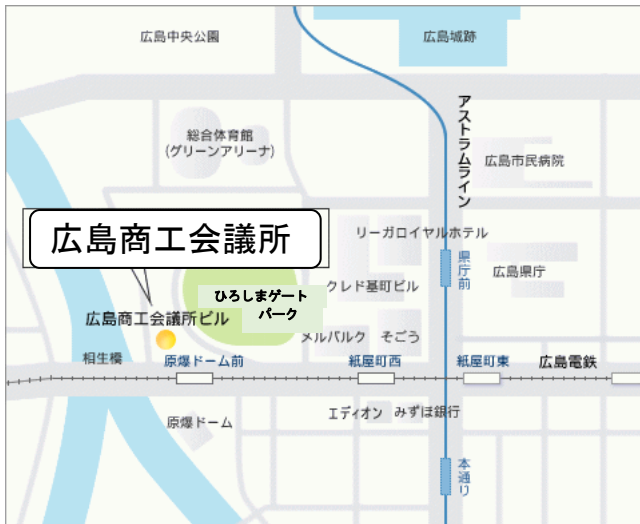 広島中央公園
広島城跡
アストラムライン
総合体育館
(グリーンアリーナ)
広島市民病院
広島商工会議所
リーガロイヤルホテル
県庁前
広島県庁
クレド基町ビル
ひろしまゲート
パーク
広島商工会議所ビル
メルパルク
そごう
相生橋
原爆ドーム前
紙屋町西
紙屋町東
広島電鉄
原爆ドーム
エディオン
みずほ銀行
本通り